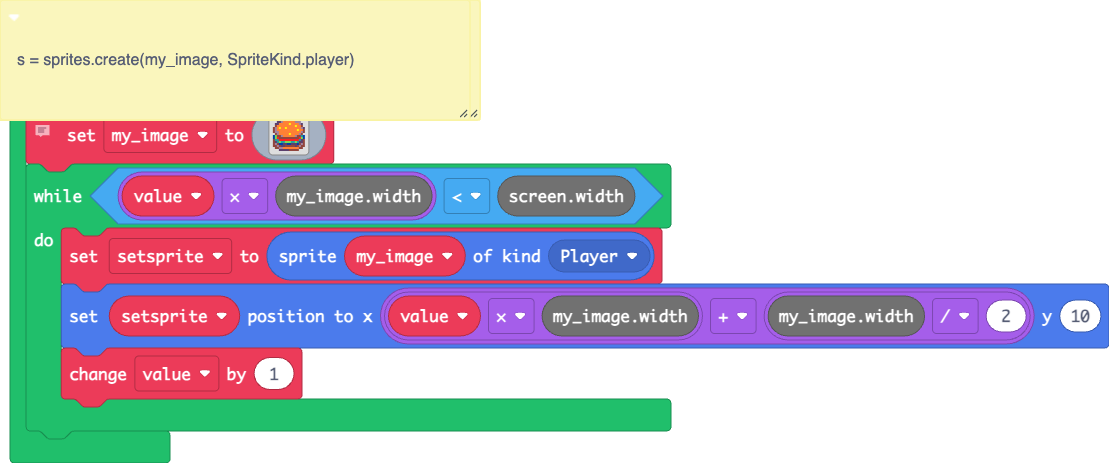 s = sprites.create(my_image, SpriteKind.player)
set my_image to
while value x my_image.width < screen.width
do
set setsprite to sprite my_image of kind Player
set setsprite position to x value x my_image.width + my_image.width / 2 y 10
change value by 1